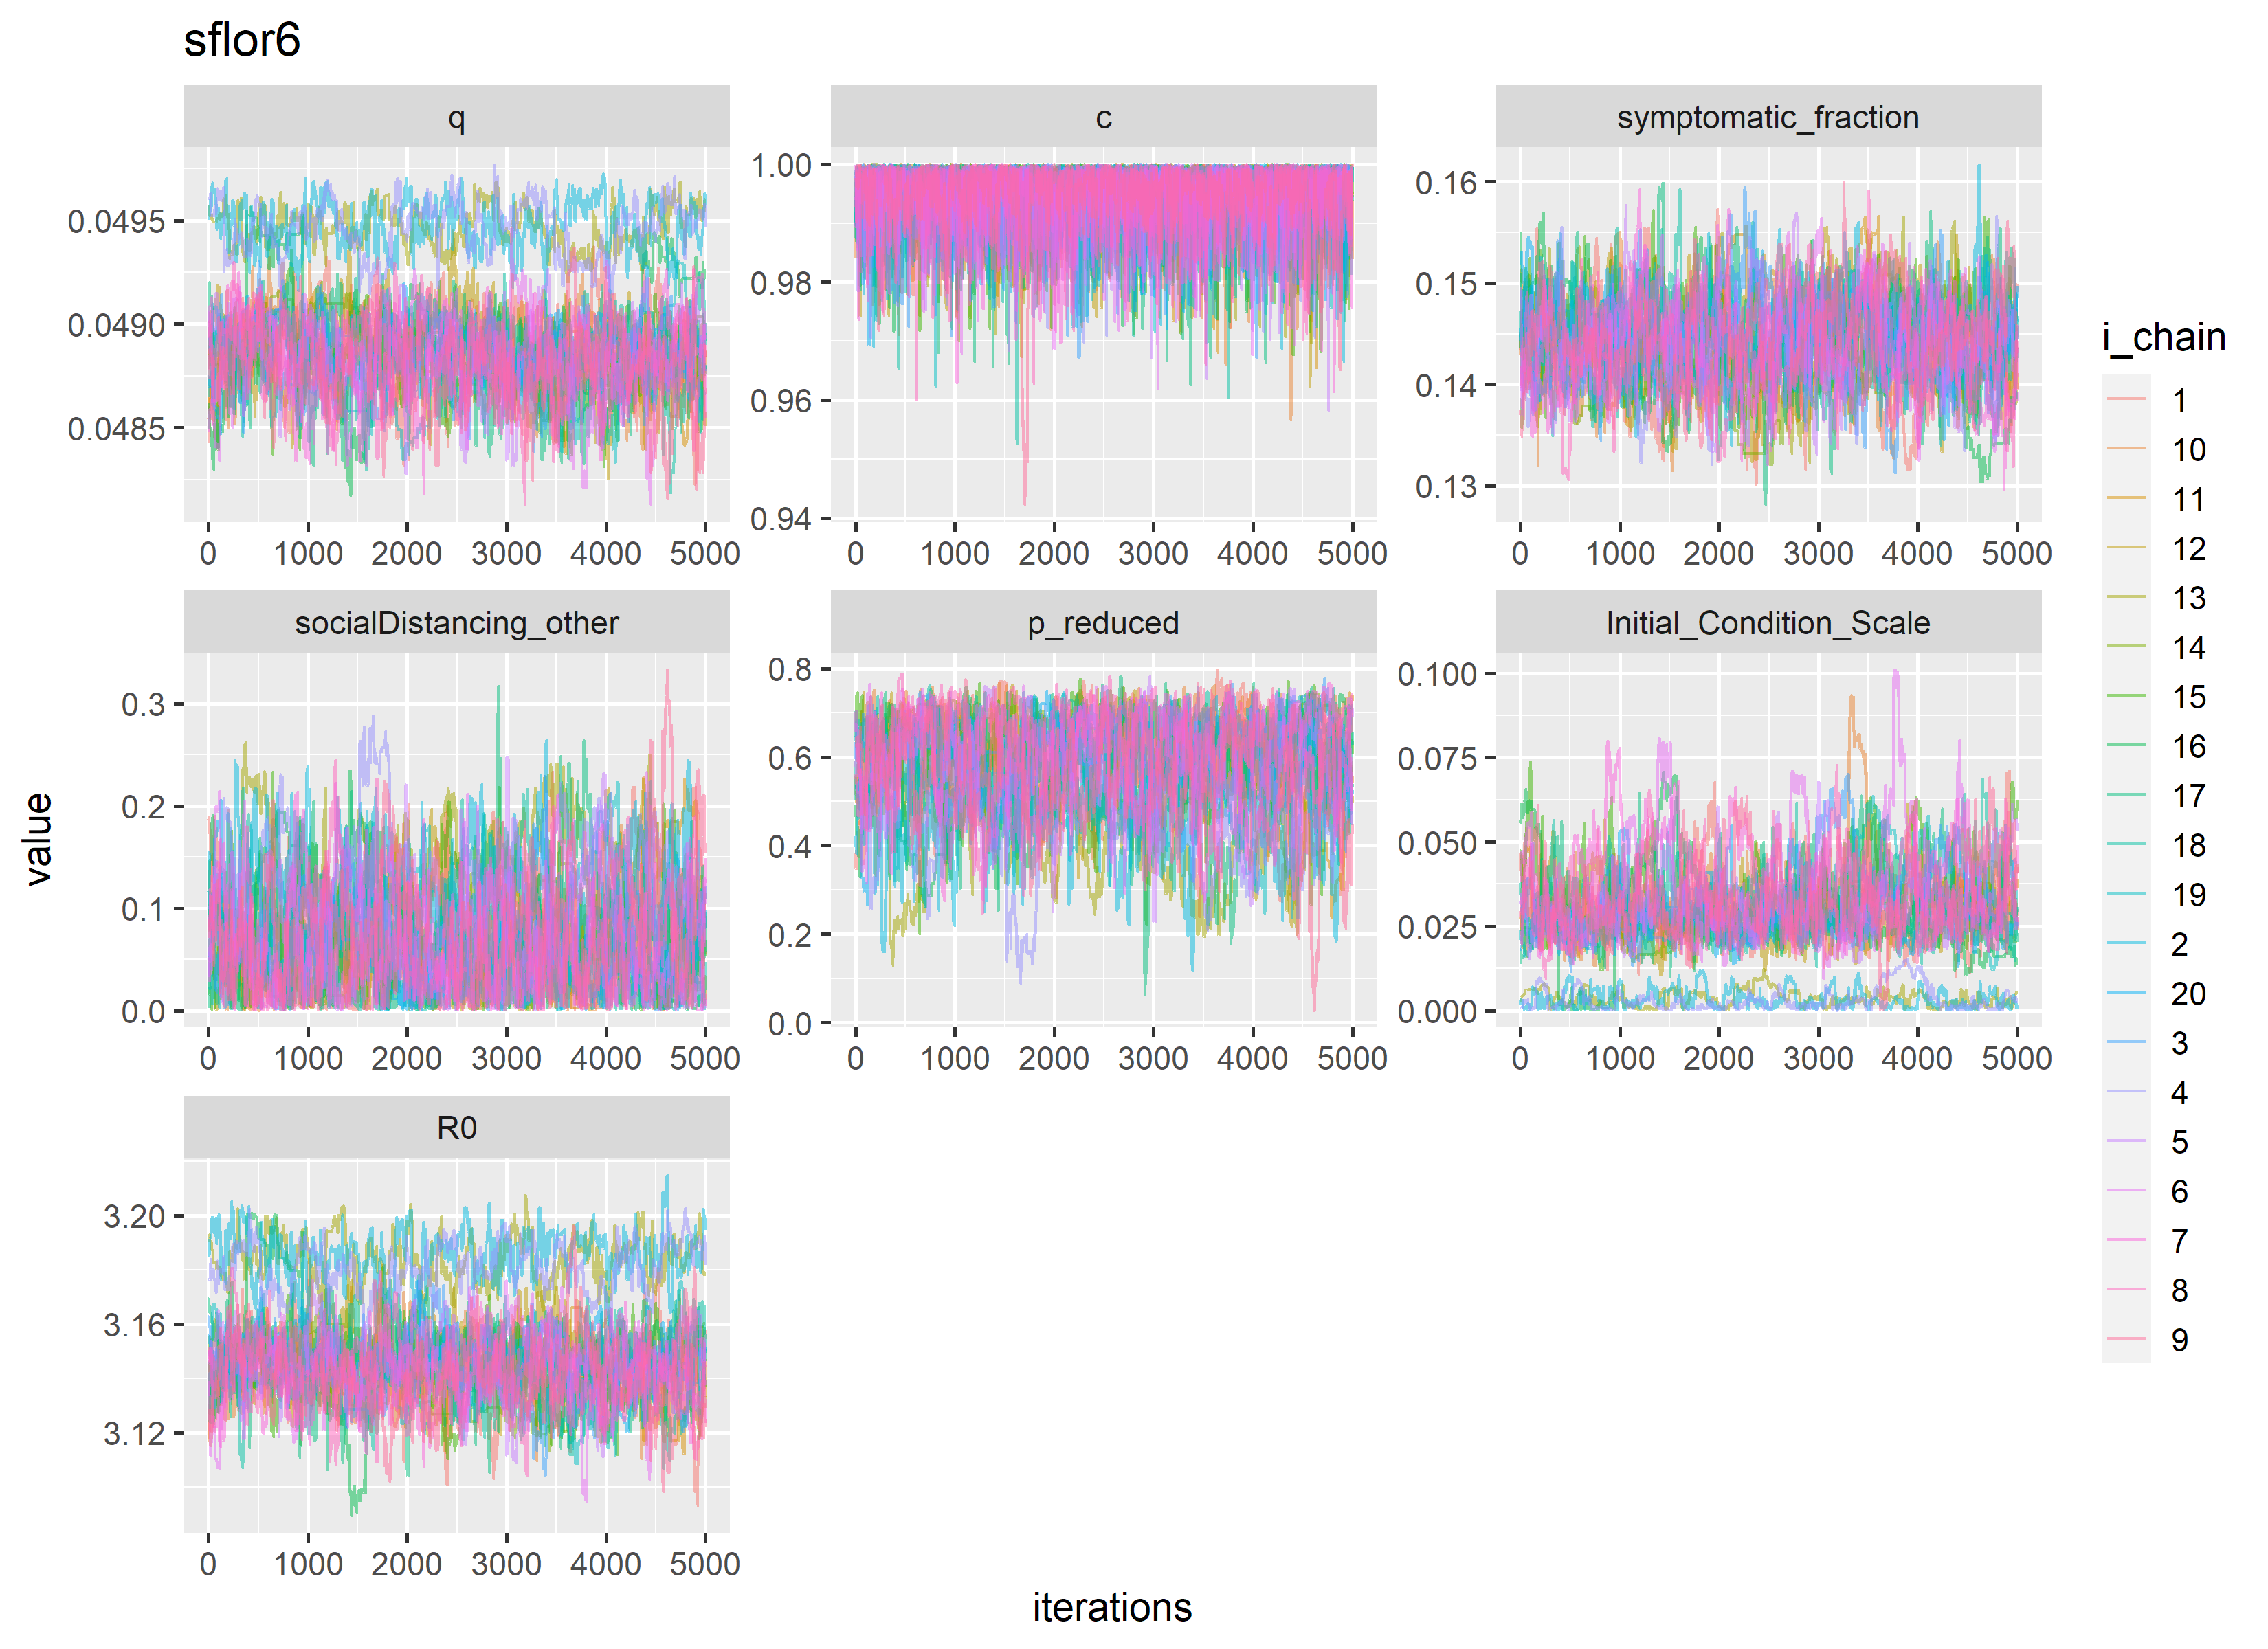 sflor6
q
c
symptomatic_fraction
0.0495
0.0490
0.0485
1.00
0.98
0.96
0.94
0.16
0.15
0.14
0.13
0 1000 2000 3000 4000 5000
0 1000 2000 3000 4000 5000
0 1000 2000 3000 4000 5000
socialDistancing_other
p_reduced
Initial_Condition_Scale
0.3
0.2
0.1
0.0
0.8
0.6
0.4
0.2
0.0
0.100
0.075
0.050
0.025
0.000
0 1000 2000 3000 4000 5000
0 1000 2000 3000 4000 5000
0 1000 2000 3000 4000 5000
R0
3.20
3.16
3.12
0 1000 2000 3000 4000 5000
value
iterations
i_chain
1
10
11
12
13
14
15
16
17
18
19
2
20
3
4
5
6
7
8
9